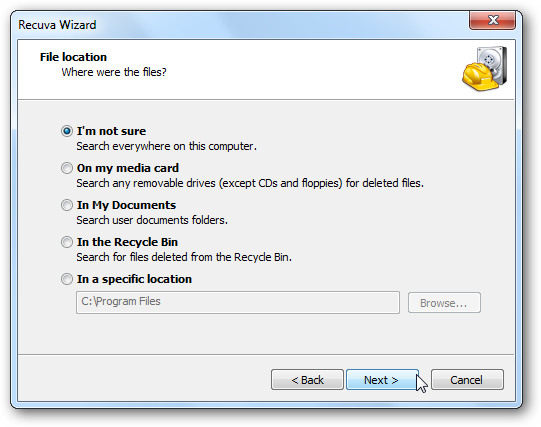 Recuva Wizard
File location
Where were the files?
I'm not sure
Search everywhere on this computer.
On my media card
Search any removable drives (except CDs and floppies) for deleted files.
In My Documents
Search user documents folders.
In the Recycle Bin
Search for files deleted from the Recycle Bin.
In a specific location
C:\Program Files
Browse...
< Back
Next >
Cancel